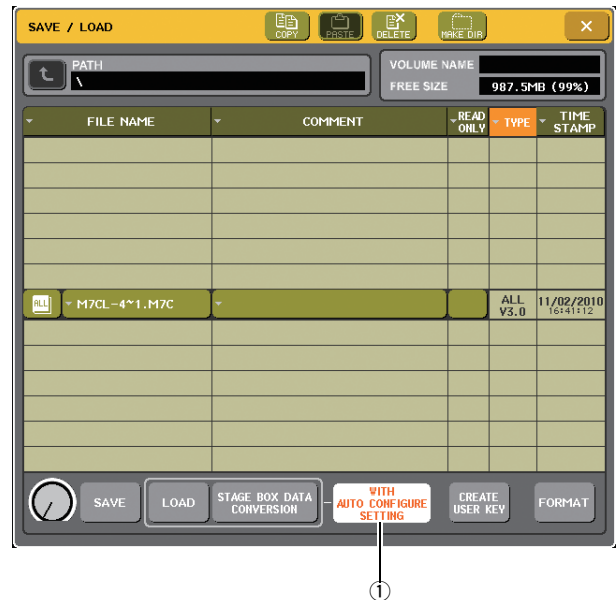 SAVE / LOAD
COPY
PASTE
DELETE
MAKE DIR
×
PATH
\
VOLUME NAME
FREE SIZE
987.5MB (99%)
FILE NAME
COMMENT
READ ONLY
TYPE
TIME STAMP
ALL
M7CL-4~1.M7C
ALL V3.0
11/02/2010
16:41:12
SAVE
LOAD
STAGE BOX DATA
CONVERSION
WITH
AUTO CONFIGURE
SETTING
CREATE
USER KEY
FORMAT
①